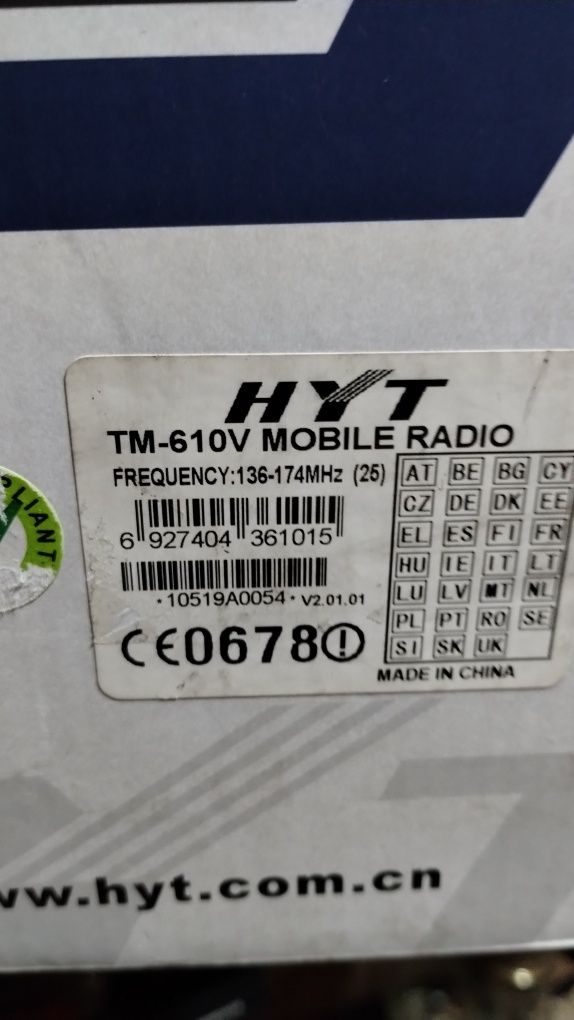 HYT
TM-610V MOBILE RADIO
FREQUENCY:136-174MHz (25)
6 927404 361015
*10519A0054* V2.01.01
CE0678
AT BE BG CY
CZ DE DK EE
EL ES FI FR
HU IE IT LT
LU LV MT NL
PL PT RO SE
SI SK UK
MADE IN CHINA
PLIANT
www.hyt.com.cn